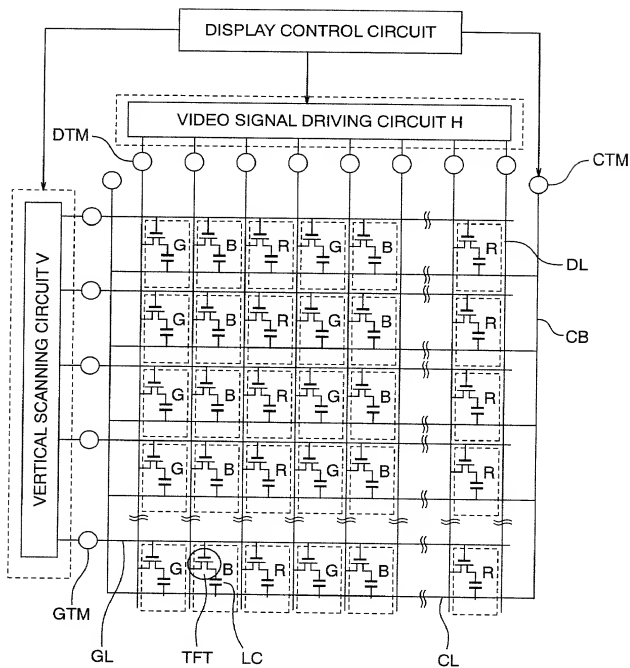 DISPLAY CONTROL CIRCUIT
VIDEO SIGNAL DRIVING CIRCUIT H
DTM
CTM
VERTICAL SCANNING CIRCUIT V
G B R G B R
DL
G B R G B R
CB
G B R G B R
G B R G B R
G B R G B R
GTM
GL
TFT
LC
CL